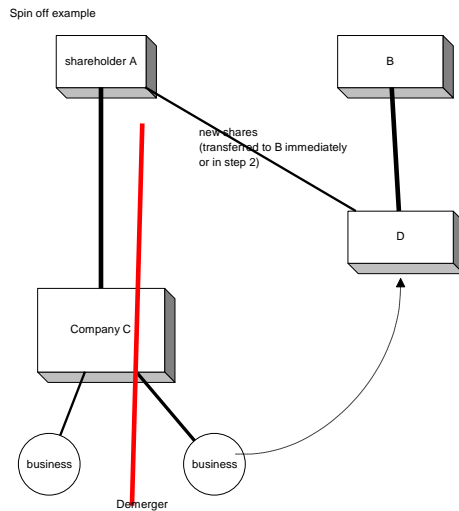 Spin off example
shareholder A
B
new shares
(transferred to B immediately
or in step 2)
D
Company C
business
business
Demerger